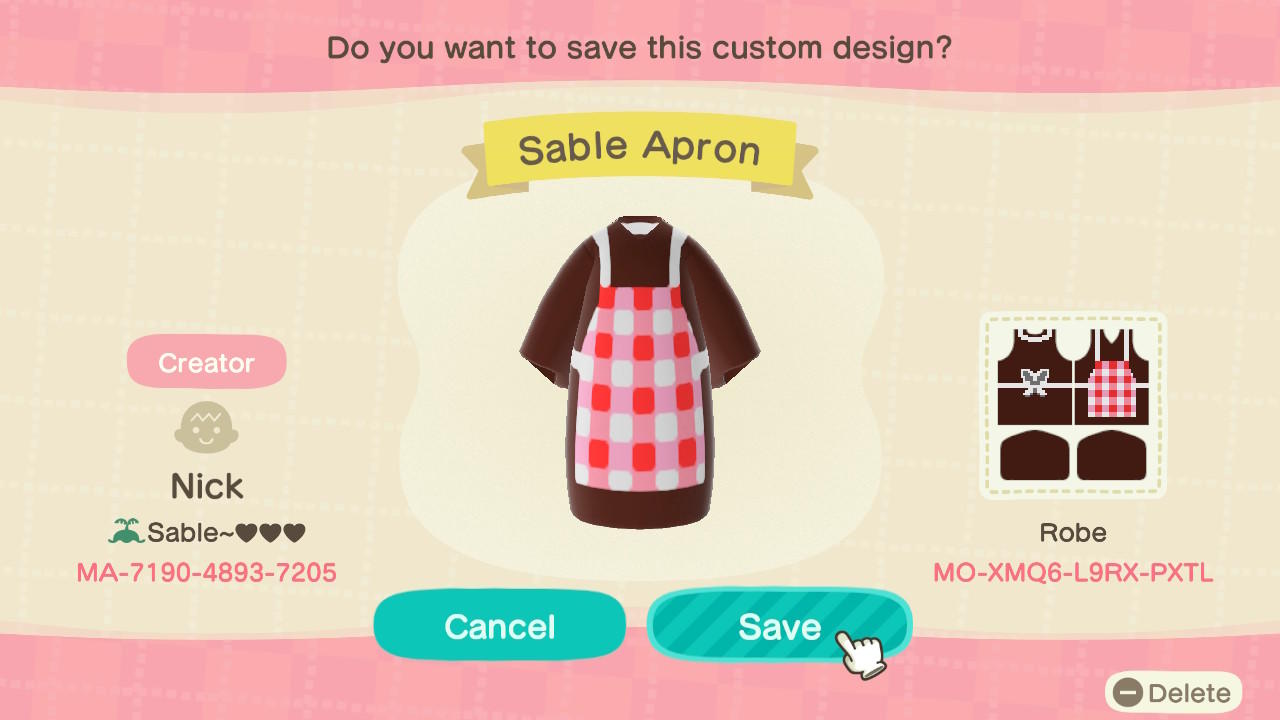 Do you want to save this custom design?
Sable Apron
Creator
Nick
Sable~♥♥♥
MA-7190-4893-7205
Robe
MO-XMQ6-L9RX-PXTL
Cancel
Save
Delete